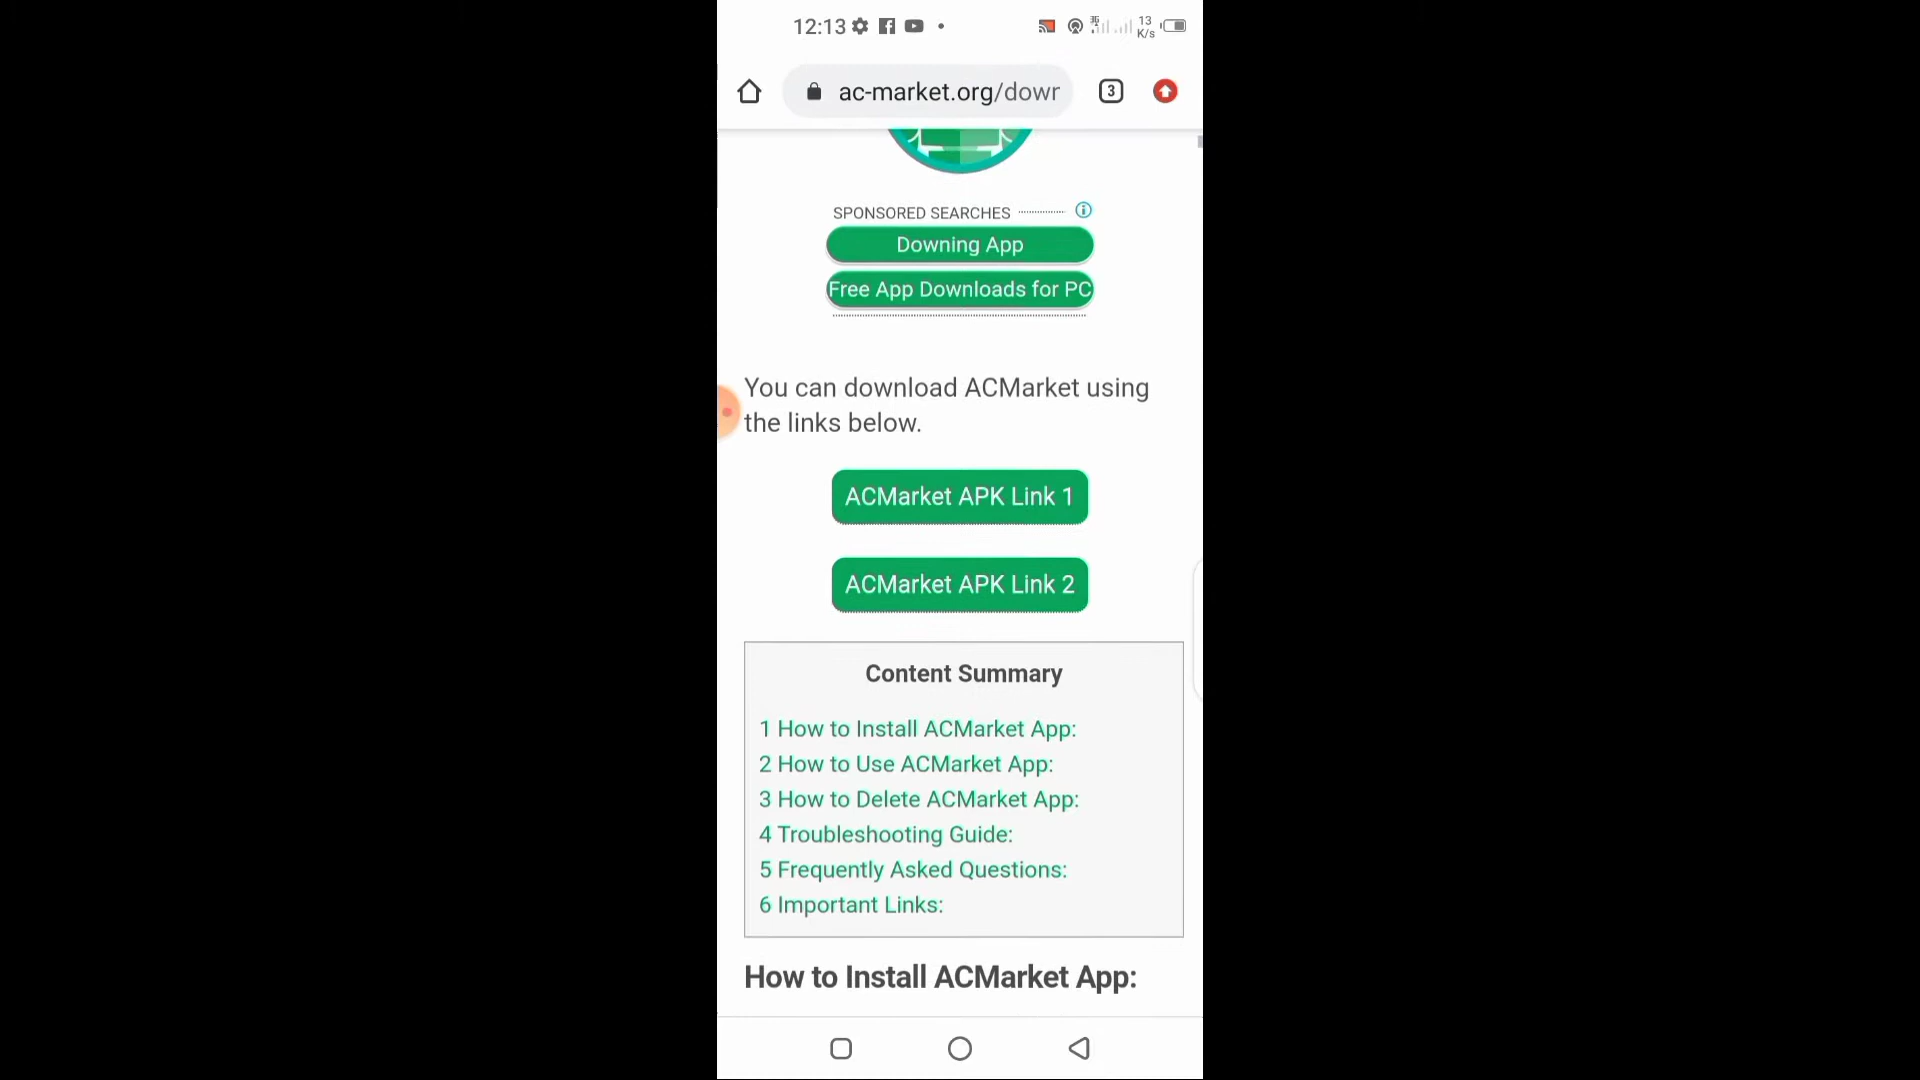 12:13
3G
13
K/s
ac-market.org/dowr
3
SPONSORED SEARCHES
Downing App
Free App Downloads for PC
You can download ACMarket using
the links below.
ACMarket APK Link 1
ACMarket APK Link 2
Content Summary
1 How to Install ACMarket App:
2 How to Use ACMarket App:
3 How to Delete ACMarket App:
4 Troubleshooting Guide:
5 Frequently Asked Questions:
6 Important Links:
How to Install ACMarket App: